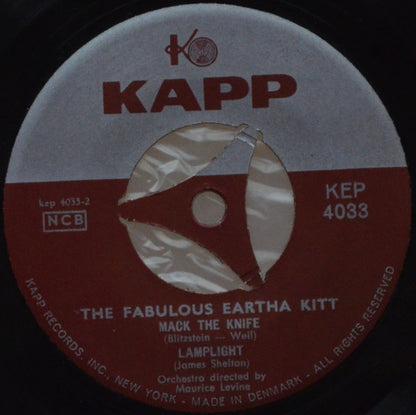 K
KAPP
kep 4033-2
NCB
KEP
4033
THE FABULOUS EARTHA KITT
MACK THE KNIFE
(Blitzstein — Weil)
LAMPLIGHT
(James Shelton)
Orchestra directed by
Maurice Levine
KAPP RECORDS, INC., NEW YORK - MADE IN DENMARK - ALL RIGHTS RESERVED